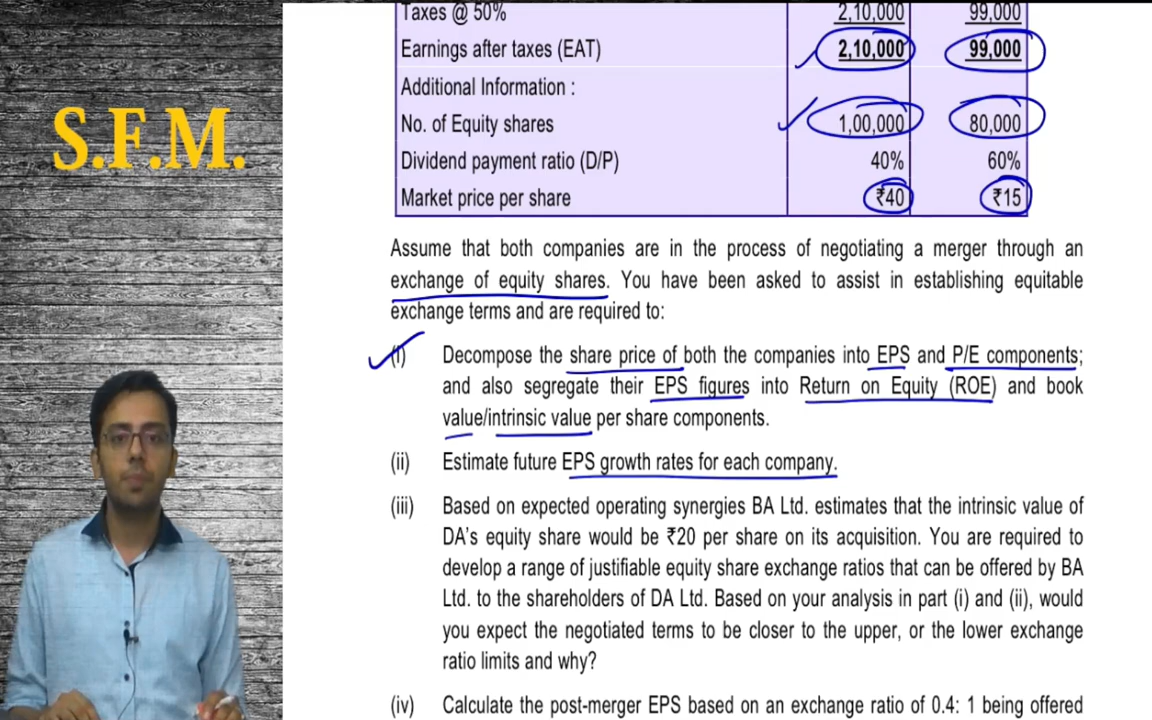 S.F.M.
Taxes @ 50% 2,10,000 99,000
Earnings after taxes (EAT) 2,10,000 99,000
Additional Information :
No. of Equity shares 1,00,000 80,000
Dividend payment ratio (D/P) 40% 60%
Market price per share ₹40 ₹15
Assume that both companies are in the process of negotiating a merger through an
exchange of equity shares. You have been asked to assist in establishing equitable
exchange terms and are required to:
(i) Decompose the share price of both the companies into EPS and P/E components;
and also segregate their EPS figures into Return on Equity (ROE) and book
value/intrinsic value per share components.
(ii) Estimate future EPS growth rates for each company.
(iii) Based on expected operating synergies BA Ltd. estimates that the intrinsic value of
DA's equity share would be ₹20 per share on its acquisition. You are required to
develop a range of justifiable equity share exchange ratios that can be offered by BA
Ltd. to the shareholders of DA Ltd. Based on your analysis in part (i) and (ii), would
you expect the negotiated terms to be closer to the upper, or the lower exchange
ratio limits and why?
(iv) Calculate the post-merger EPS based on an exchange ratio of 0.4: 1 being offered